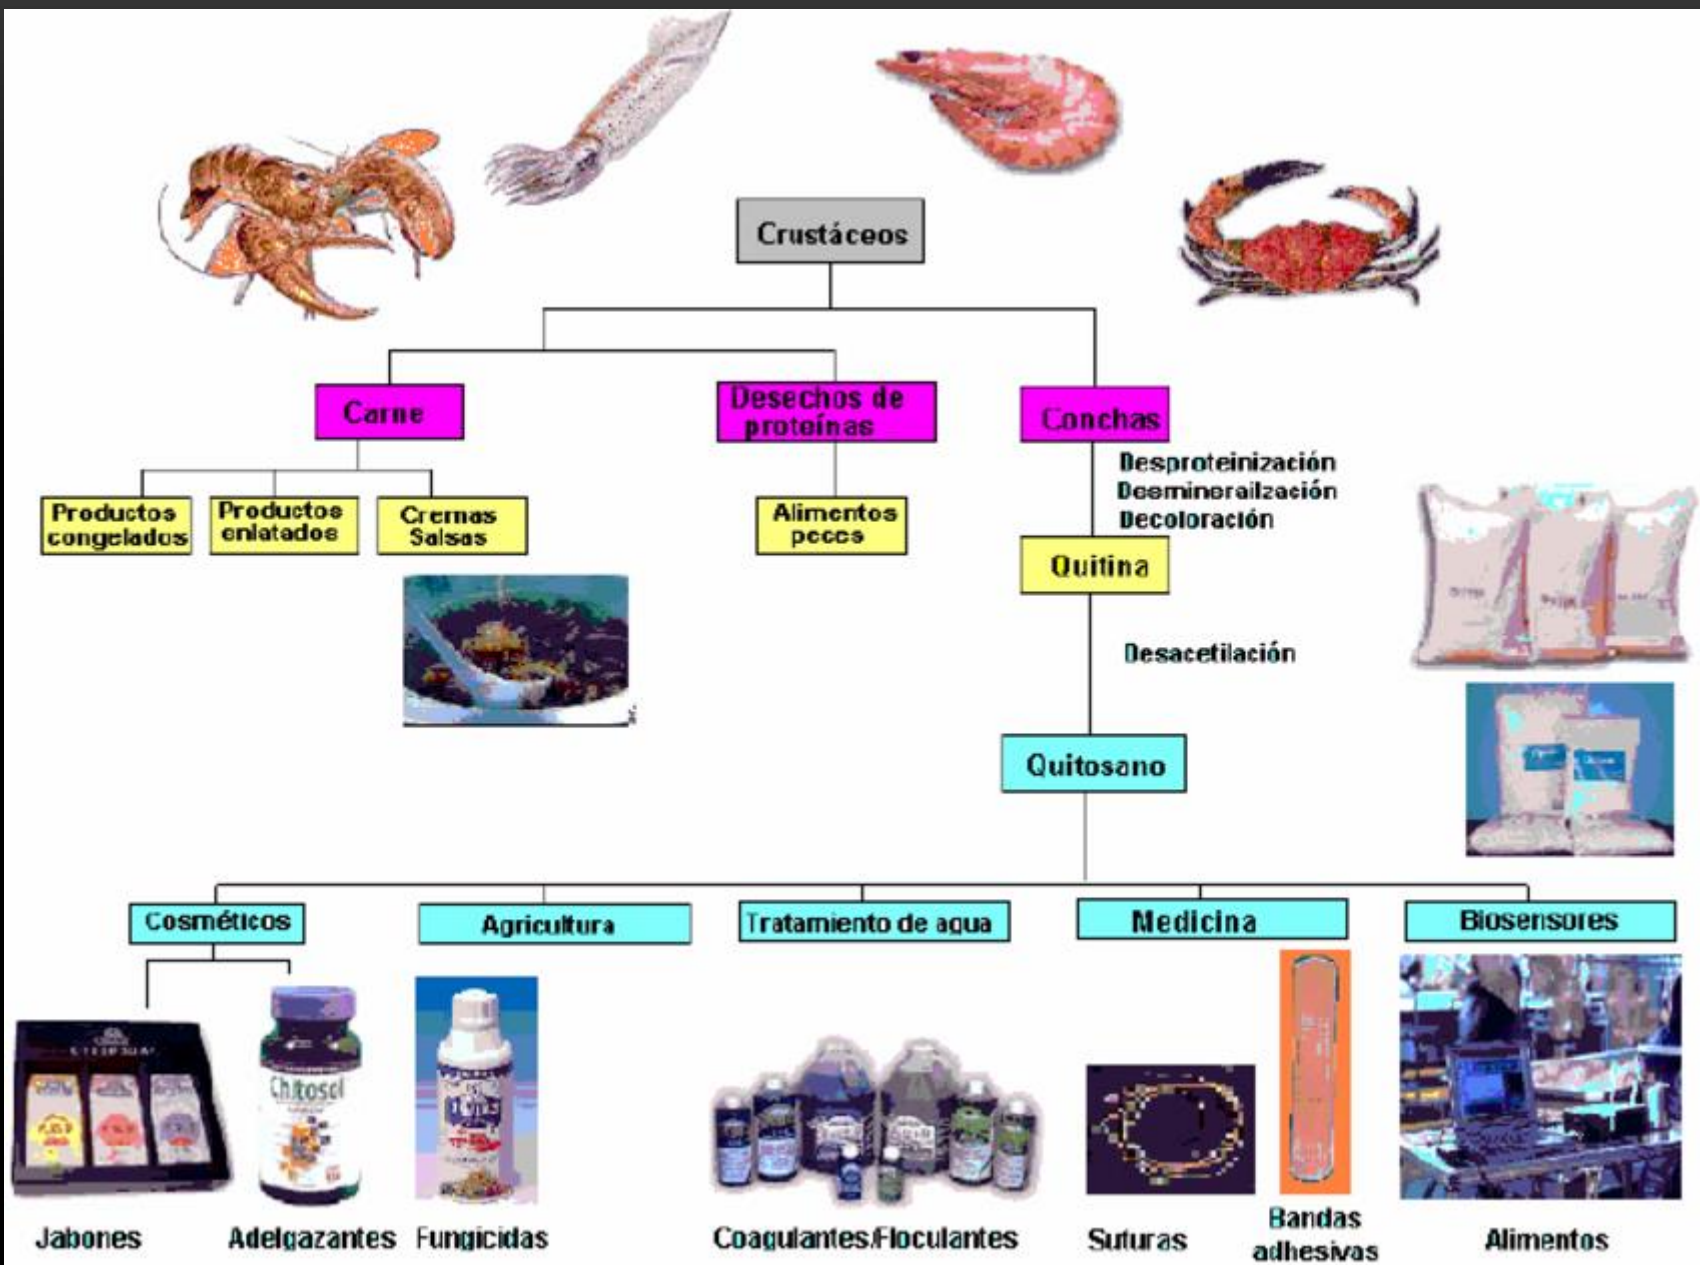 Crustáceos
Carne
Desechos de
proteínas
Conchas
Desproteinización
Desminerailzación
Decoloración
Productos
congelados
Productos
enlatados
Cremas
Salsas
Alimentos
peces
Quitina
Desacetilación
Quitosano
Cosméticos
Agricultura
Tratamiento de agua
Medicina
Biosensores
Chitosol
Jabones
Adelgazantes
Fungicidas
Coagulantes/Floculantes
Suturas
Bandas
adhesivas
Alimentos